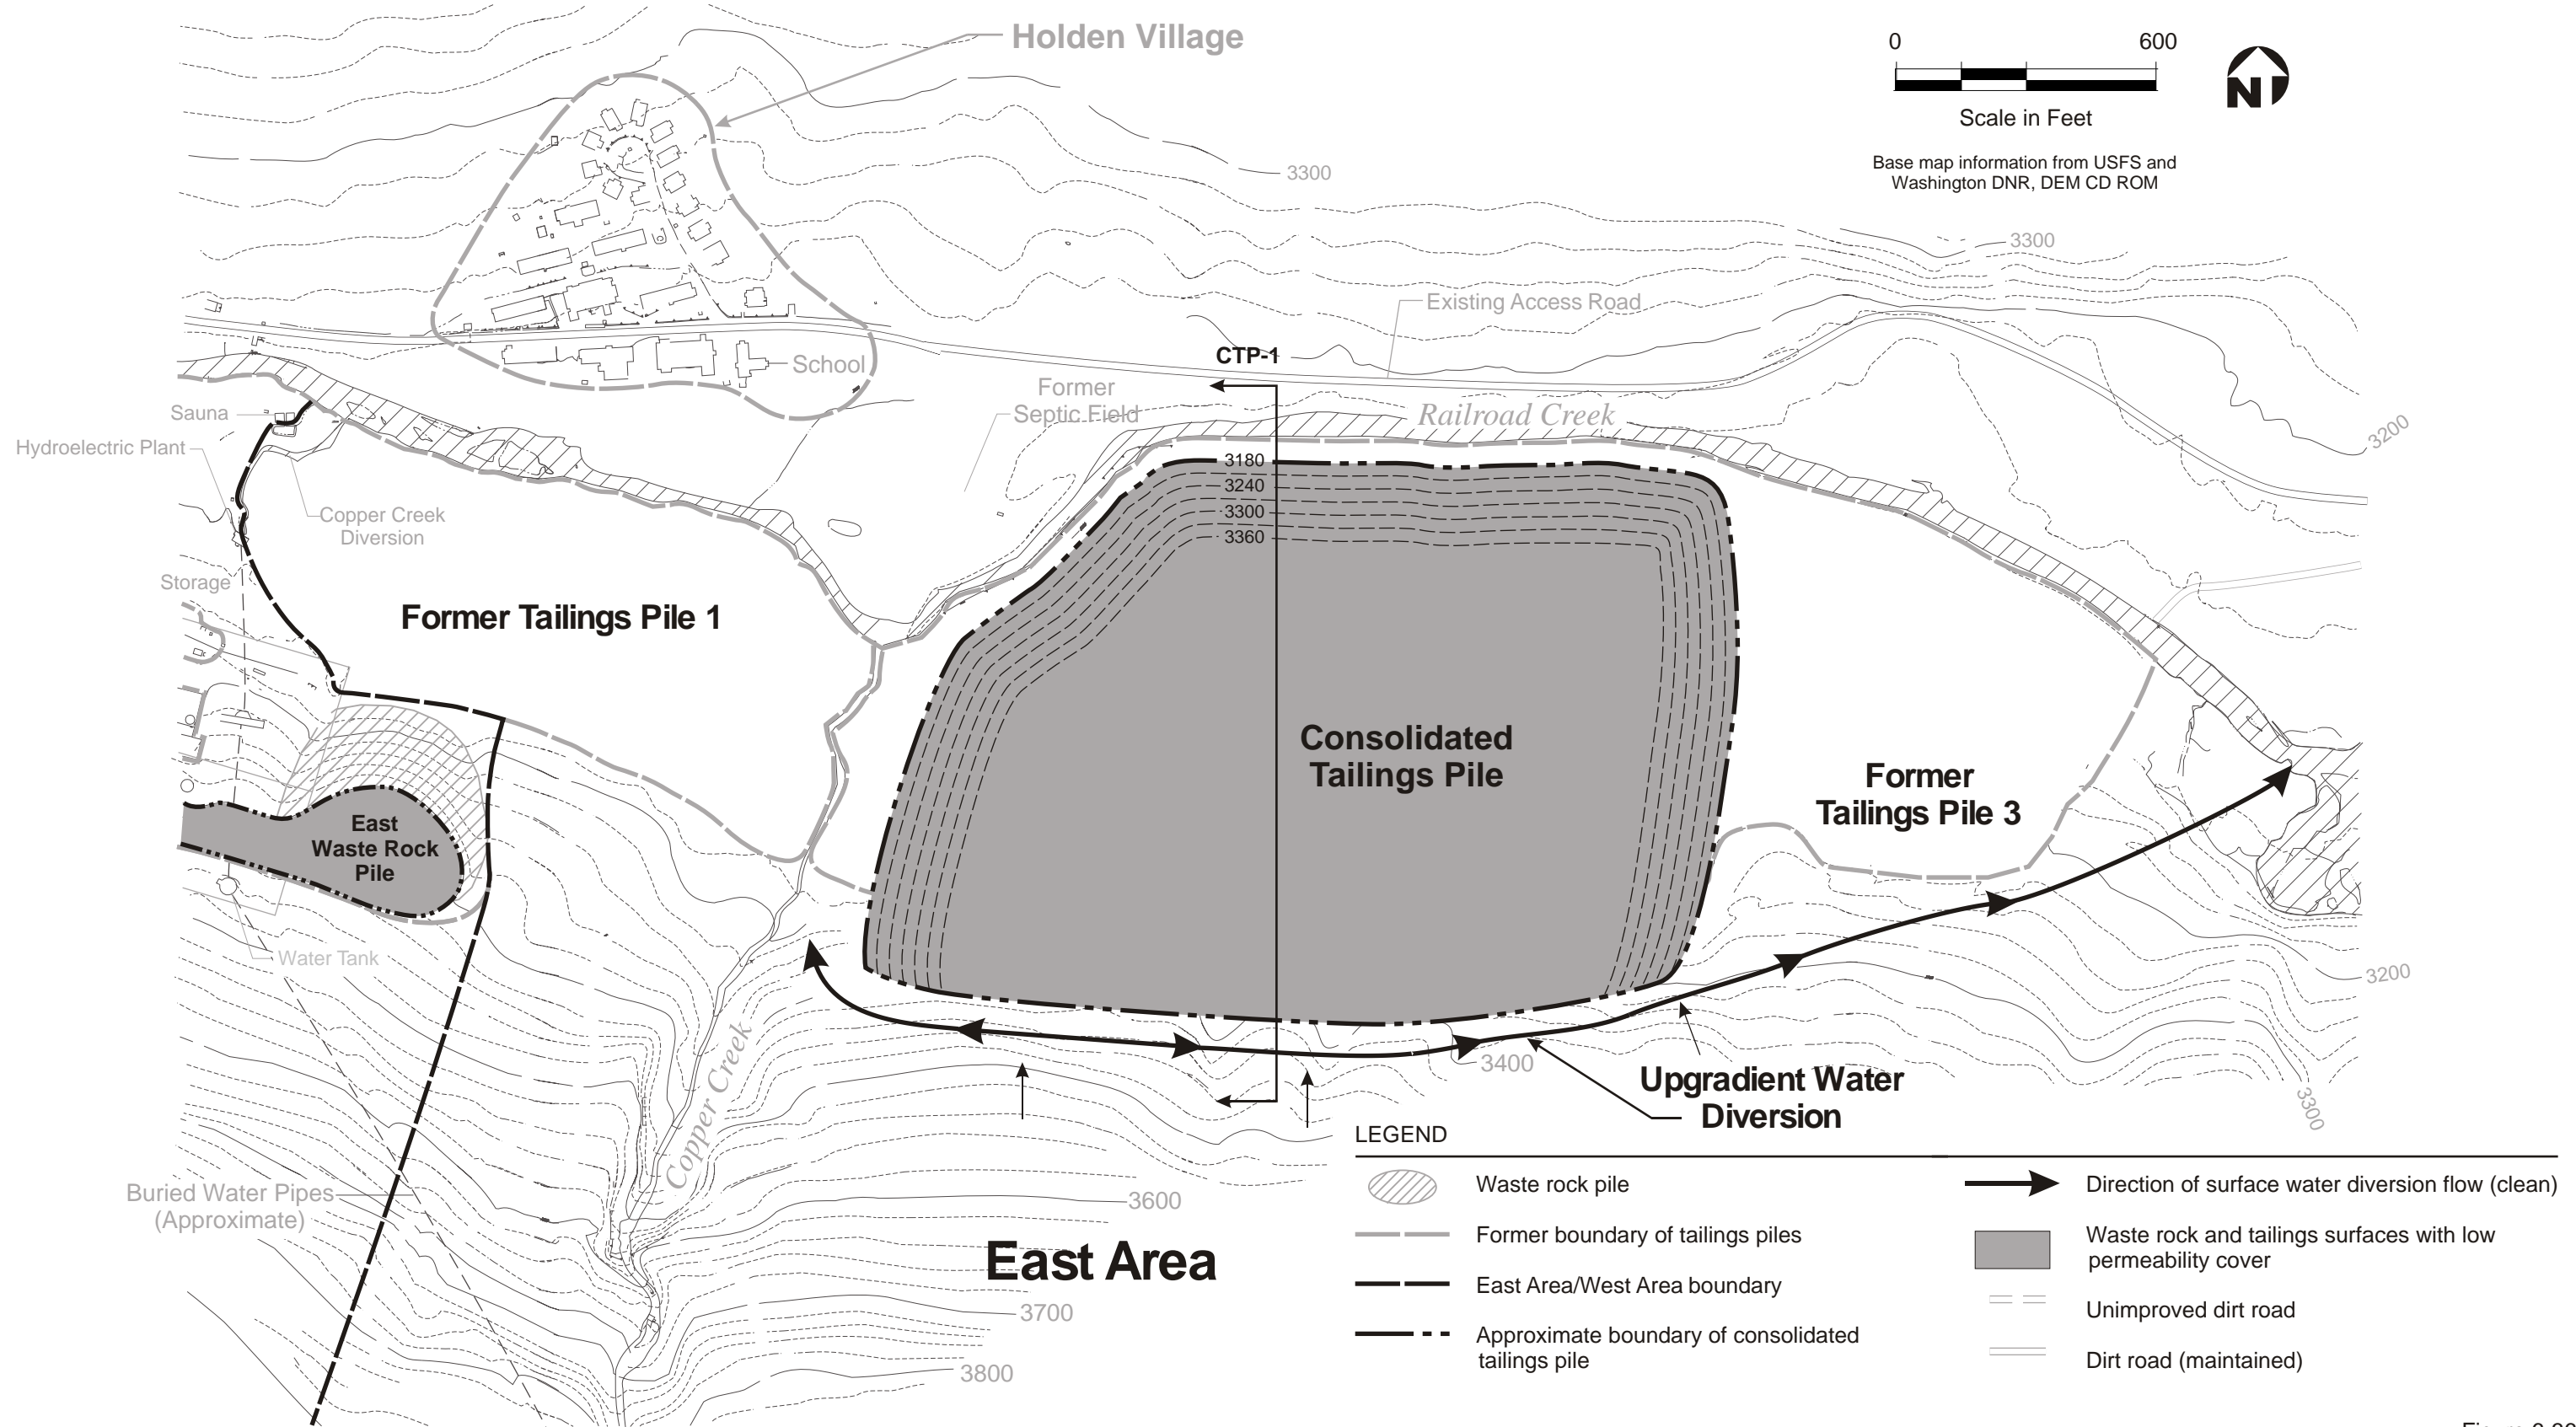 Holden Village
0 600
Scale in Feet
N
Base map information from USFS and
Washington DNR, DEM CD ROM
3300
3300
Existing Access Road
School
CTP-1
Former
Septic Field
Railroad Creek
Sauna
Hydroelectric Plant
3200
3180
3240
3300
3360
Copper Creek
Diversion
Storage
Former Tailings Pile 1
Consolidated
Tailings Pile
Former
Tailings Pile 3
East
Waste Rock
Pile
Water Tank
3200
Copper Creek
3400
Upgradient Water
Diversion
3300
Buried Water Pipes
(Approximate)
3600
East Area
3700
3800
LEGEND
Waste rock pile
Former boundary of tailings piles
East Area/West Area boundary
Approximate boundary of consolidated
tailings pile
Direction of surface water diversion flow (clean)
Waste rock and tailings surfaces with low
permeability cover
Unimproved dirt road
Dirt road (maintained)